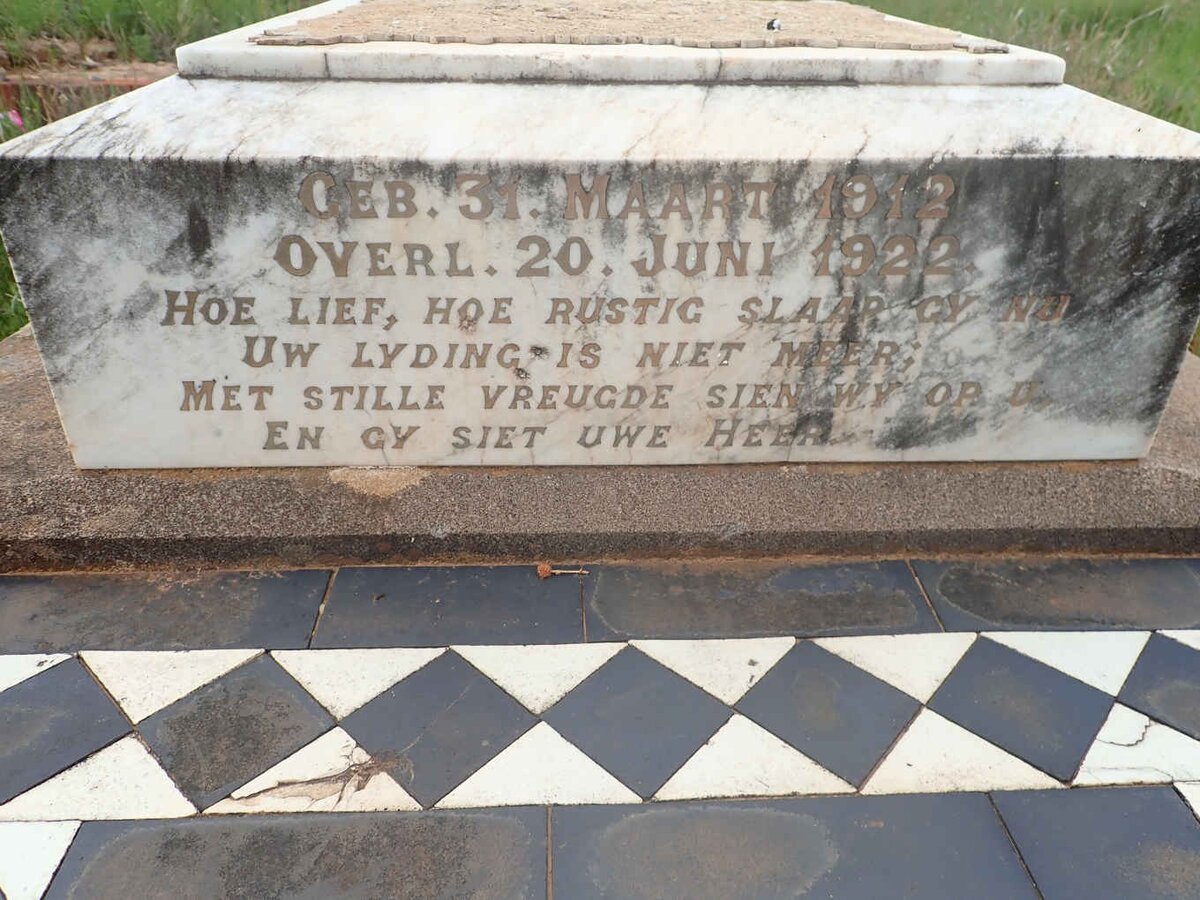 GEB. 31. MAART 1912
OVERL. 20. JUNI 1922.
HOE LIEF, HOE RUSTIG SLAAP GY NU
UW LYDING IS NIET MEER;
MET STILLE VREUGDE SIEN WY OP U,
EN GY SIET UWE HEER.